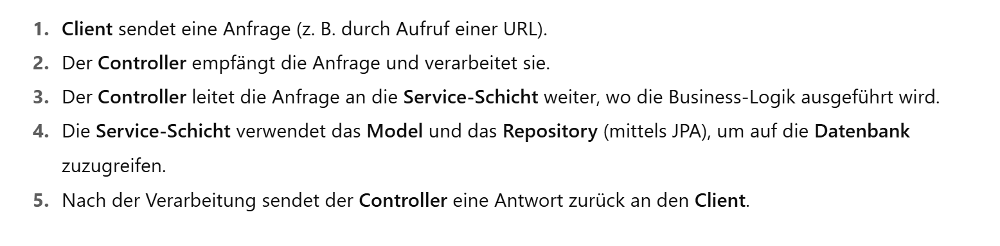 1. Client sendet eine Anfrage (z. B. durch Aufruf einer URL).
2. Der Controller empfängt die Anfrage und verarbeitet sie.
3. Der Controller leitet die Anfrage an die Service-Schicht weiter, wo die Business-Logik ausgeführt wird.
4. Die Service-Schicht verwendet das Model und das Repository (mittels JPA), um auf die Datenbank
zuzugreifen.
5. Nach der Verarbeitung sendet der Controller eine Antwort zurück an den Client.